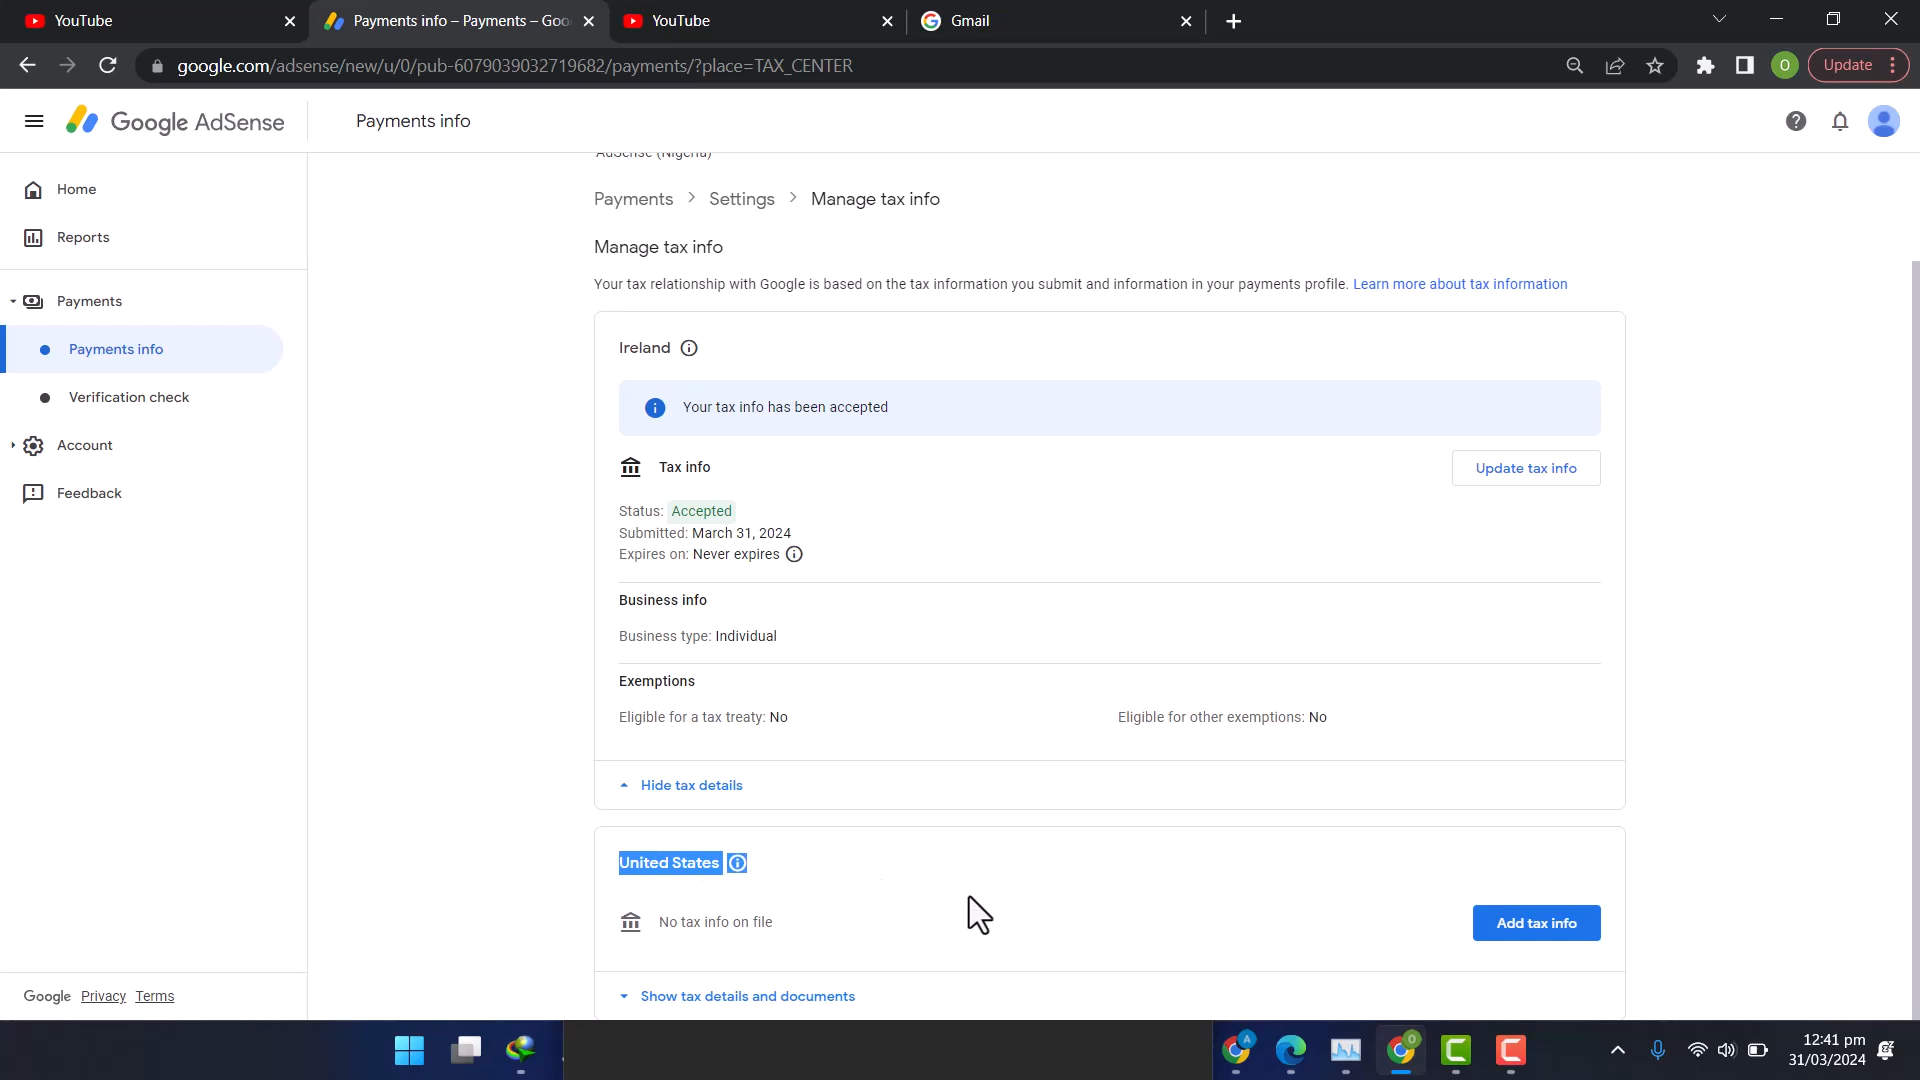 YouTube
Payments info – Payments – Goo
YouTube
Gmail
google.com/adsense/new/u/0/pub-6079039032719682/payments/?place=TAX_CENTER
O
Update
Google AdSense
Payments info
AdSense (Nigeria)
Home
Reports
Payments
Payments info
Verification check
Account
Feedback
Payments
Settings
Manage tax info
Manage tax info
Your tax relationship with Google is based on the tax information you submit and information in your payments profile. Learn more about tax information
Ireland
Your tax info has been accepted
Tax info
Update tax info
Status: Accepted
Submitted: March 31, 2024
Expires on: Never expires
Business info
Business type: Individual
Exemptions
Eligible for a tax treaty: No
Eligible for other exemptions: No
Hide tax details
United States
No tax info on file
Add tax info
Show tax details and documents
Google Privacy Terms
A
O
12:41 pm
31/03/2024